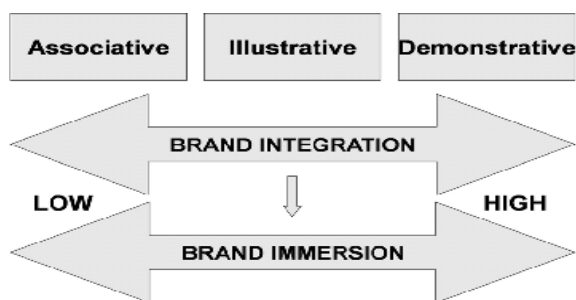 Associative Illustrative Demonstrative
BRAND INTEGRATION
LOW HIGH
BRAND IMMERSION